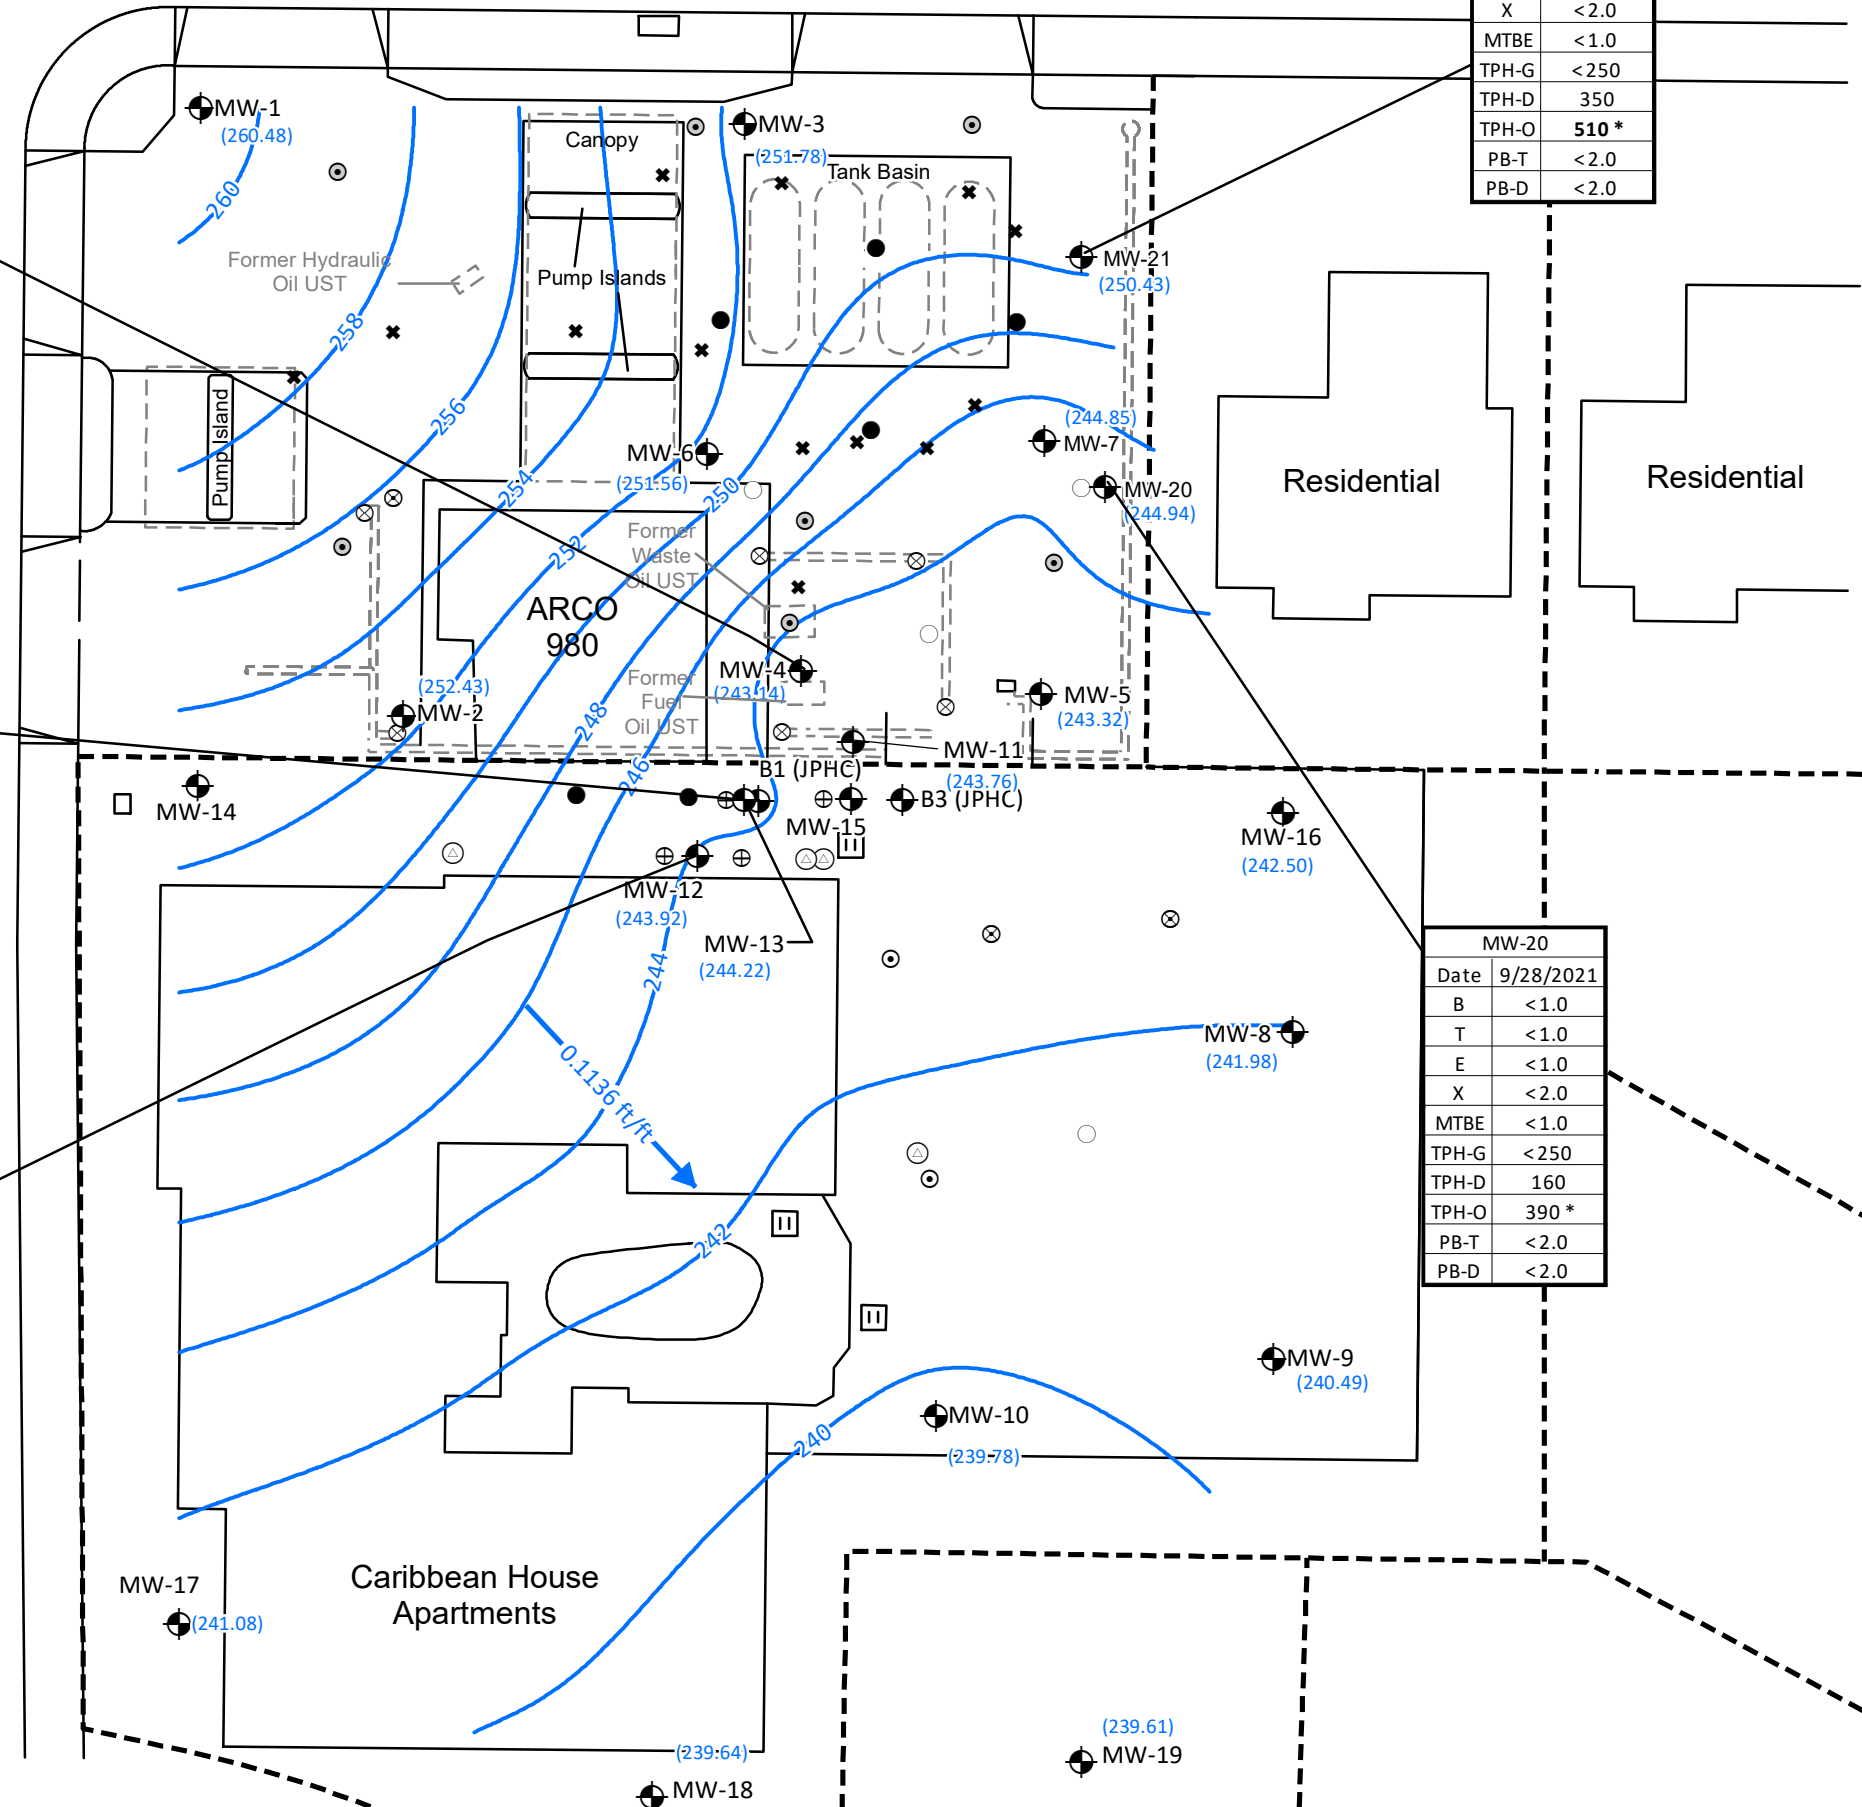 X <2.0
MTBE <1.0
TPH-G <250
TPH-D 350
TPH-O 510 *
PB-T <2.0
PB-D <2.0
MW-1
(260.48)
260
Canopy
MW-3
(251.78)
Tank Basin
Former Hydraulic
Oil UST
Pump Islands
MW-21
(250.43)
258
Pump Island
256
MW-6
(251.56)
254
250
252
(244.85)
MW-7
MW-20
(244.94)
Residential
Residential
Former
Waste
Oil UST
ARCO
980
MW-4
(243.14)
Former
Fuel
Oil UST
(252.43)
MW-2
248
246
MW-5
(243.32)
MW-11
(243.76)
B1 (JPHC)
B3 (JPHC)
MW-14
MW-15
MW-16
(242.50)
MW-12
(243.92)
MW-13
(244.22)
244
MW-8
(241.98)
0.1136 ft/ft
MW-20
Date 9/28/2021
B <1.0
T <1.0
E <1.0
X <2.0
MTBE <1.0
TPH-G <250
TPH-D 160
TPH-O 390 *
PB-T <2.0
PB-D <2.0
242
MW-9
(240.49)
240
MW-10
(239.78)
Caribbean House
Apartments
MW-17
(241.08)
(239.64)
MW-18
(239.61)
MW-19